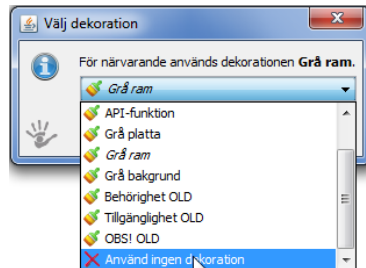 Välj dekoration
För närvarande används dekorationen Grå ram.
Grå ram
API-funktion
Grå platta
Grå ram
Grå bakgrund
Behörighet OLD
Tillgänglighet OLD
OBS! OLD
Använd ingen dekoration